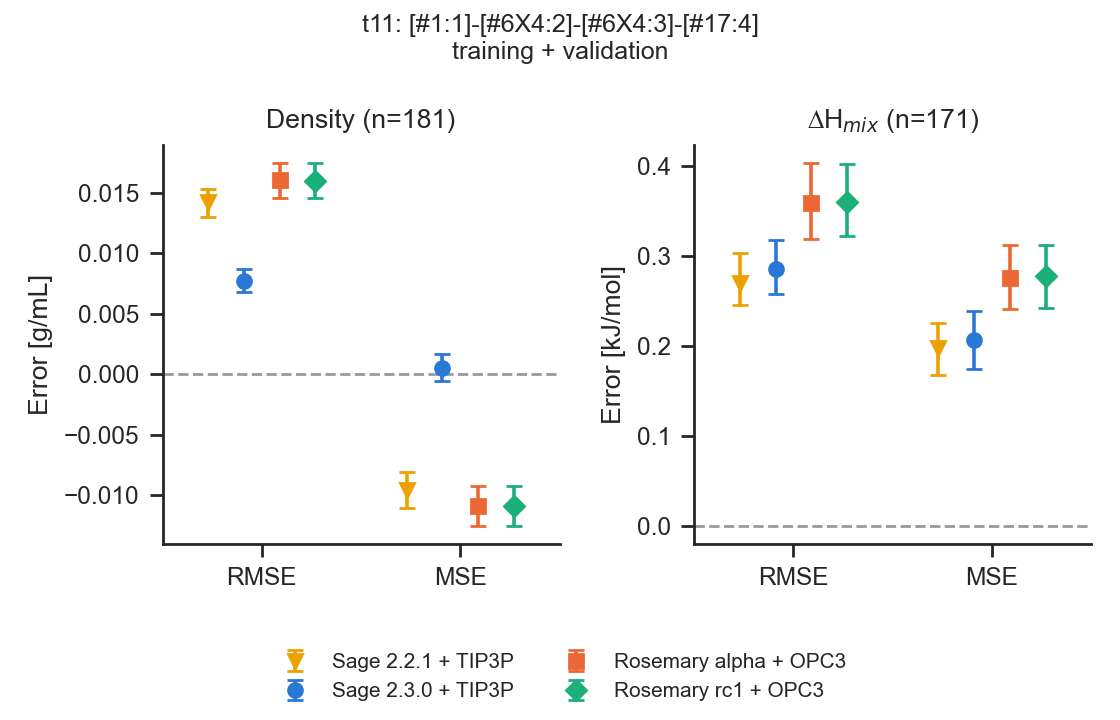 t11: [#1:1]-[#6X4:2]-[#6X4:3]-[#17:4]
training + validation
Density (n=181)
ΔH_mix (n=171)
Error [g/mL]
0.015
0.010
0.005
0.000
−0.005
−0.010
RMSE
MSE
Error [kJ/mol]
0.4
0.3
0.2
0.1
0.0
RMSE
MSE
Sage 2.2.1 + TIP3P
Sage 2.3.0 + TIP3P
Rosemary alpha + OPC3
Rosemary rc1 + OPC3